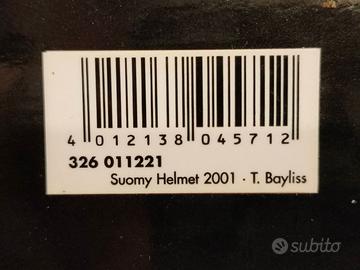 4 012138 045712
326 011221
Suomy Helmet 2001 · T. Bayliss
subito